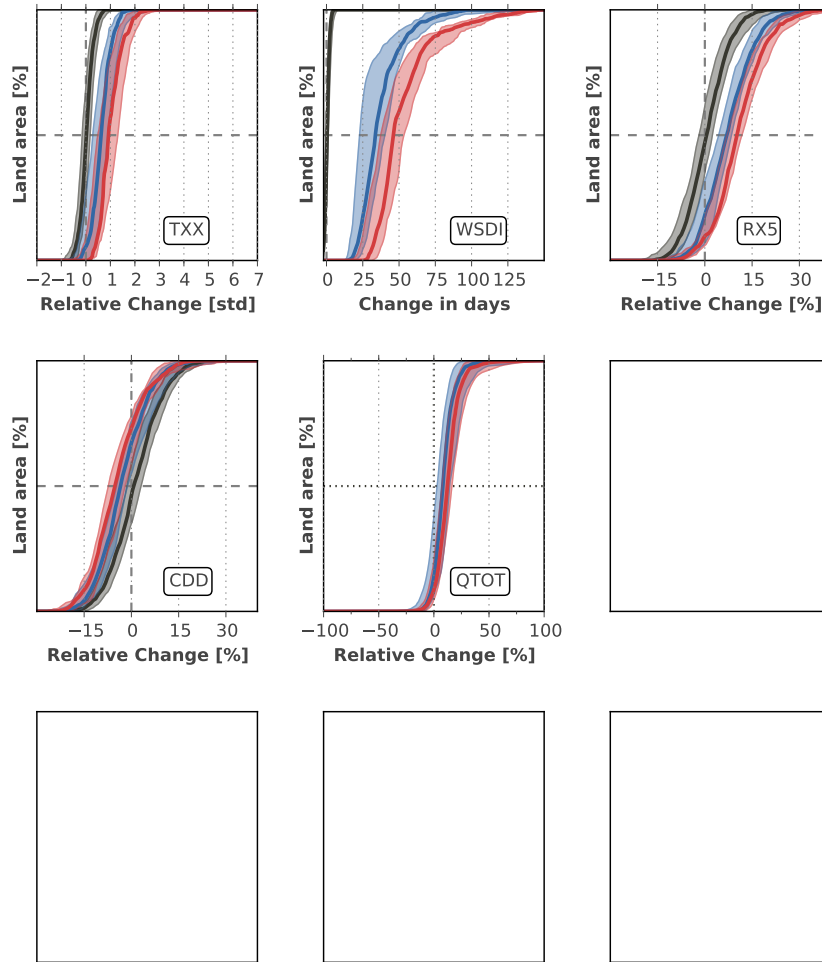 Land area [%]
TXX
−2 −1 0 1 2 3 4 5 6 7
Relative Change [std]
Land area [%]
WSDI
0 25 50 75 100 125
Change in days
Land area [%]
RX5
−15 0 15 30
Relative Change [%]
Land area [%]
CDD
−15 0 15 30
Relative Change [%]
Land area [%]
QTOT
−100 −50 0 50 100
Relative Change [%]